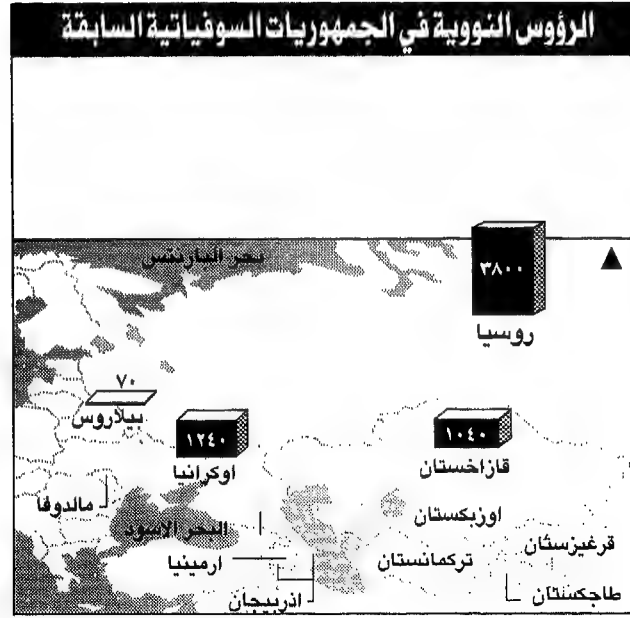 الرؤوس النووية في الجمهوريات السوفياتية السابقة
بحر البارنتس
٣٨٠٠
روسيا
٧٠
بيلاروس
١٢٤٠
اوكرانيا
١٠٤٠
قازاخستان
مالدوفا
البحر الاسود
اوزبكستان
قرغيزستان
ارمينيا
تركمانستان
اذربيجان
طاجكستان